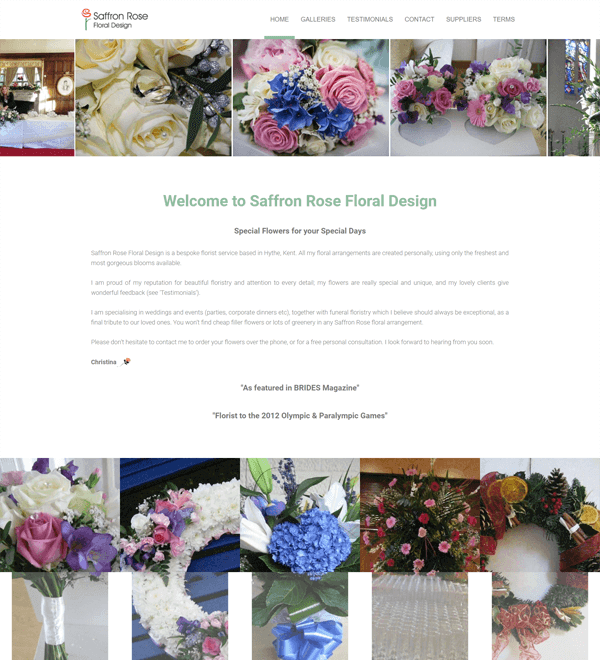 Saffron Rose
Floral Design
HOME GALLERIES TESTIMONIALS CONTACT SUPPLIERS TERMS
Welcome to Saffron Rose Floral Design
Special Flowers for your Special Days
Saffron Rose Floral Design is a bespoke florist service based in Hythe, Kent. All my floral arrangements are created personally, using only the freshest and
most gorgeous blooms available.
I am proud of my reputation for beautiful floristry and attention to every detail; my flowers are really special and unique, and my lovely clients give
wonderful feedback (see 'Testimonials').
I am specialising in weddings and events (parties, corporate dinners etc), together with funeral floristry which I believe should always be exceptional, as a
final tribute to our loved ones. You won't find cheap filler flowers or lots of greenery in any Saffron Rose floral arrangement.
Please don't hesitate to contact me to order your flowers over the phone, or for a free personal consultation. I look forward to hearing from you soon.
Christina
"As featured in BRIDES Magazine"
"Florist to the 2012 Olympic & Paralympic Games"